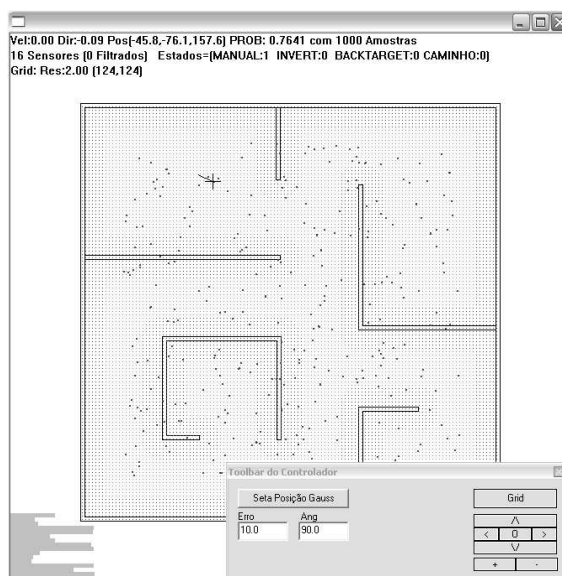 Vel:0.00 Dir:-0.09 Pos[-45.8,-76.1,157.6] PROB: 0.7641 com 1000 Amostras
16 Sensores [0 Filtrados] Estados=[MANUAL:1 INVERT:0 BACKTARGET:0 CAMINHO:0]
Grid: Res:2.00 [124,124]
Toolbar do Controlador
Seta Posição Gauss
Grid
Erro Ang
10.0 90.0
/\
< 0 >
\/
+ -